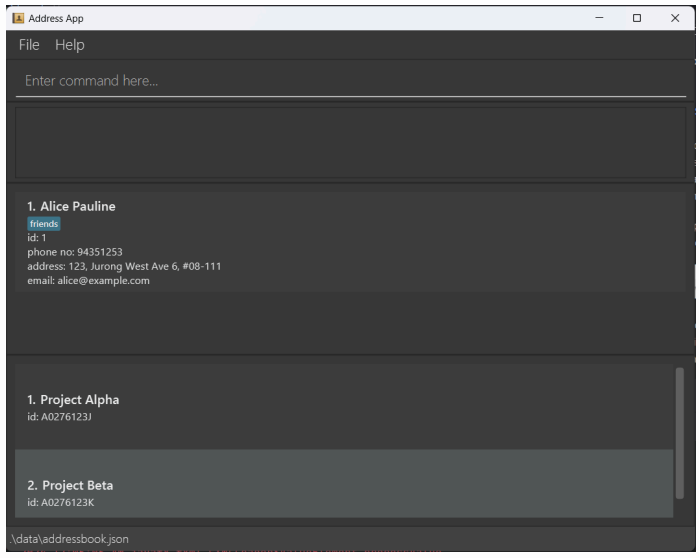 Address App
File Help
Enter command here...
1. Alice Pauline
friends
id: 1
phone no: 94351253
address: 123, Jurong West Ave 6, #08-111
email: alice@example.com
1. Project Alpha
id: A0276123J
2. Project Beta
id: A0276123K
.\data\addressbook.json